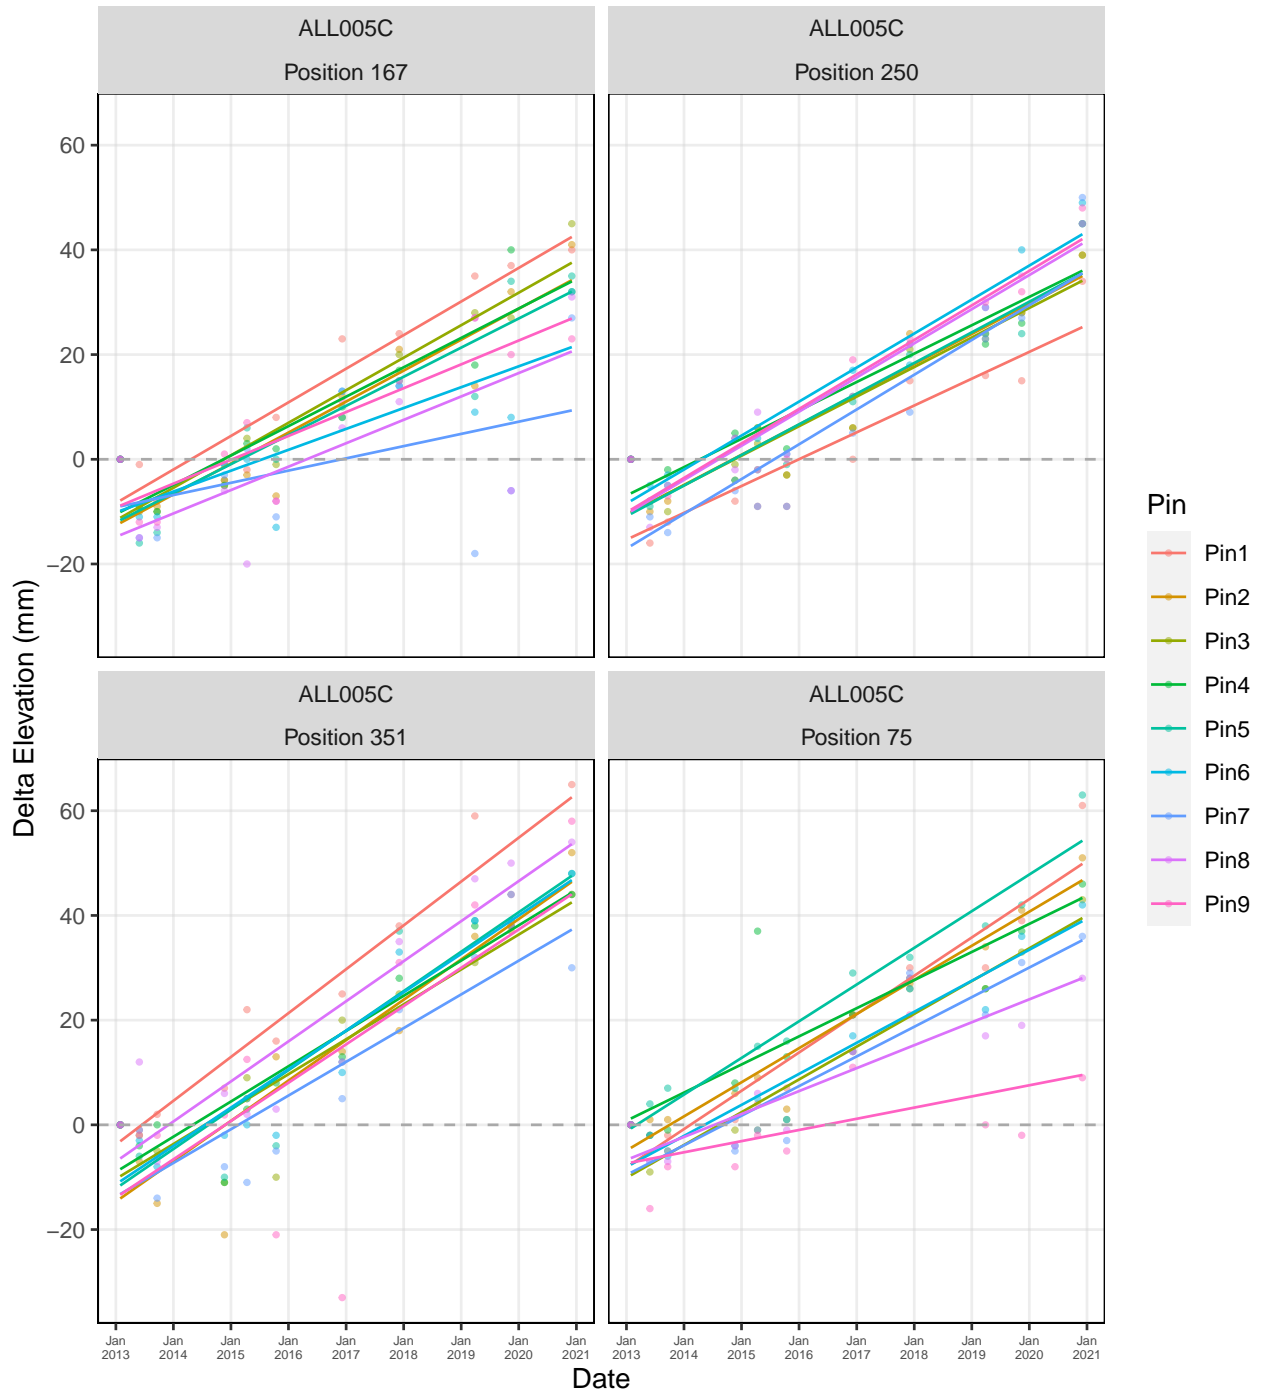 ALL005C
Position 167
ALL005C
Position 250
60
40
20
0
−20
ALL005C
Position 351
ALL005C
Position 75
60
40
20
0
−20
Jan
2013
Jan
2014
Jan
2015
Jan
2016
Jan
2017
Jan
2018
Jan
2019
Jan
2020
Jan
2021
Jan
2013
Jan
2014
Jan
2015
Jan
2016
Jan
2017
Jan
2018
Jan
2019
Jan
2020
Jan
2021
Date
Delta Elevation (mm)
Pin
Pin1
Pin2
Pin3
Pin4
Pin5
Pin6
Pin7
Pin8
Pin9